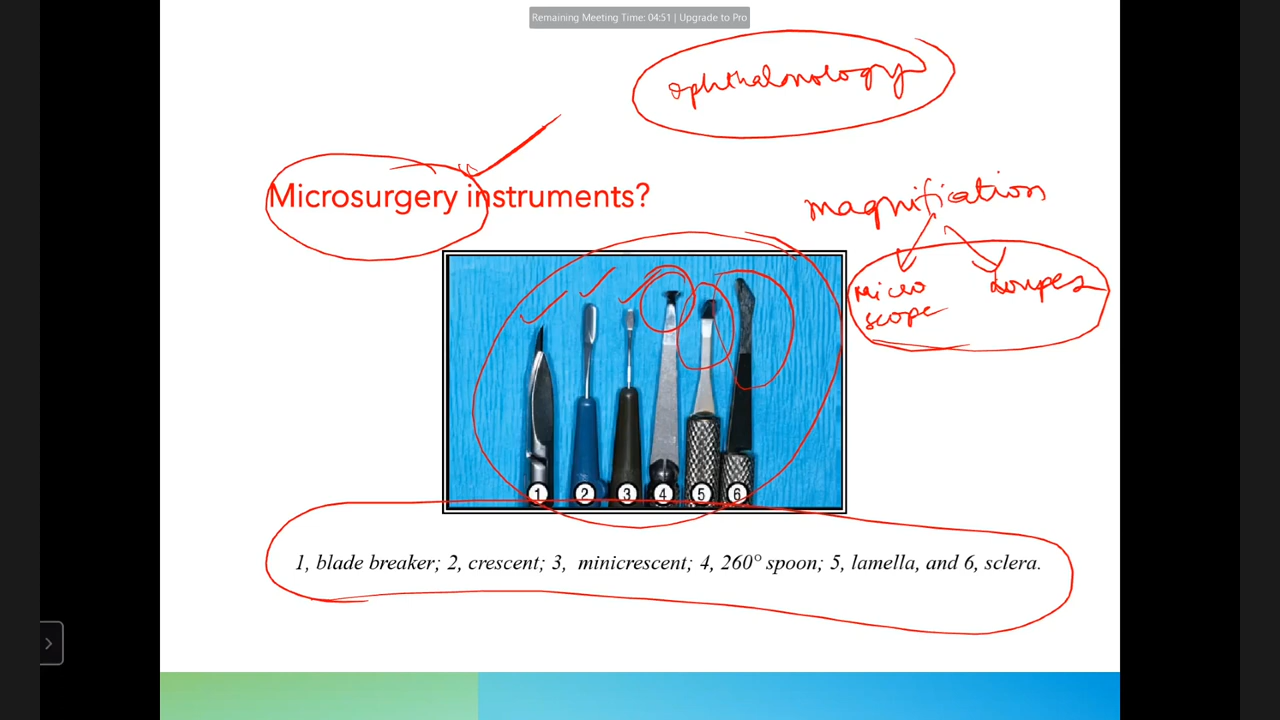 Remaining Meeting Time: 04:51 | Upgrade to Pro
ophthalonology
Microsurgery instruments?
magnification
Micro
scope
Loupes
1 2 3 4 5 6
1, blade breaker; 2, crescent; 3, minicrescent; 4, 260° spoon; 5, lamella, and 6, sclera.